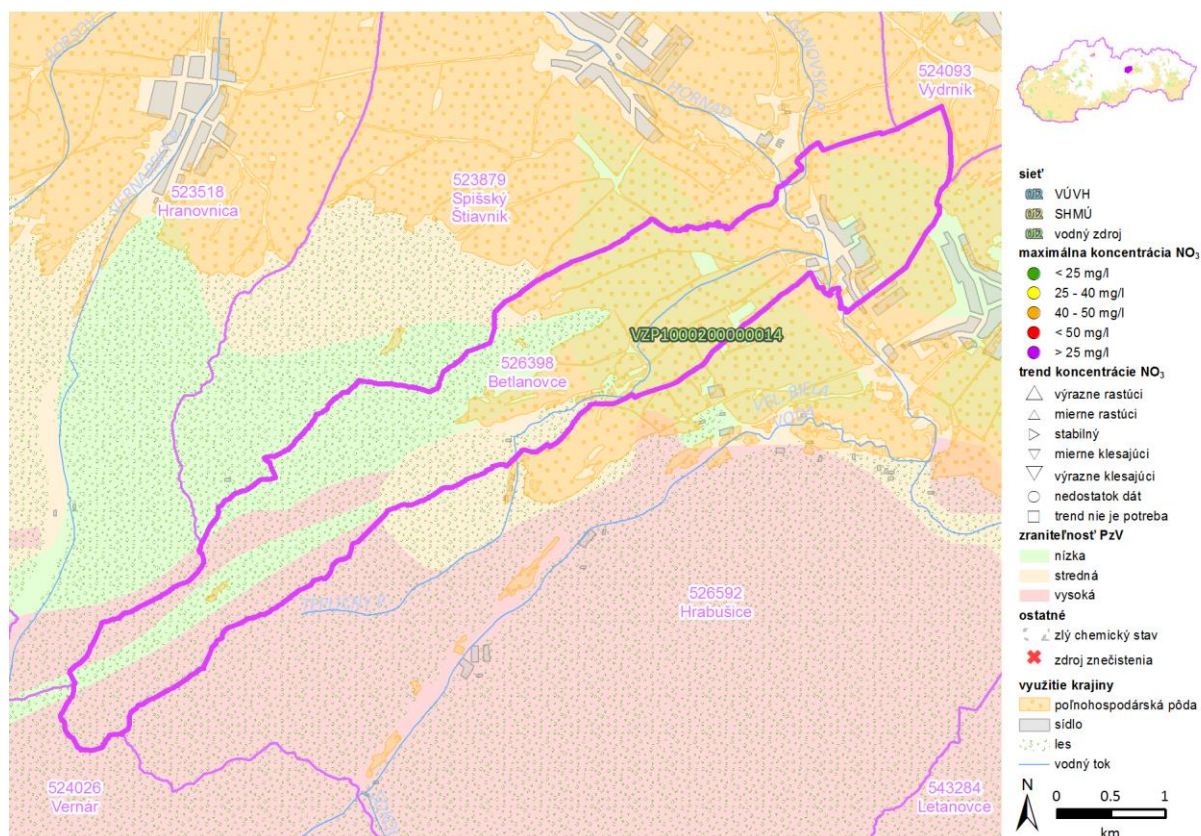 524093
Vydrník
HORNÁD
523518
Hranovnica
523879
Spišský
Štiavnik
VZP1000200000014
526398
Betlanovce
526592
Hrabušice
524026
Vernár
543284
Letanovce
sieť
012 VÚVH
012 SHMÚ
012 vodný zdroj
maximálna koncentrácia NO₃
< 25 mg/l
25 - 40 mg/l
40 - 50 mg/l
< 50 mg/l
> 25 mg/l
trend koncentrácie NO₃
výrazne rastúci
mierne rastúci
stabilný
mierne klesajúci
výrazne klesajúci
nedostatok dát
trend nie je potreba
zraniteľnosť PzV
nízka
stredná
vysoká
ostatné
zlý chemický stav
zdroj znečistenia
využitie krajiny
poľnohospodárská pôda
sídlo
les
vodný tok
N
0 0.5 1
km